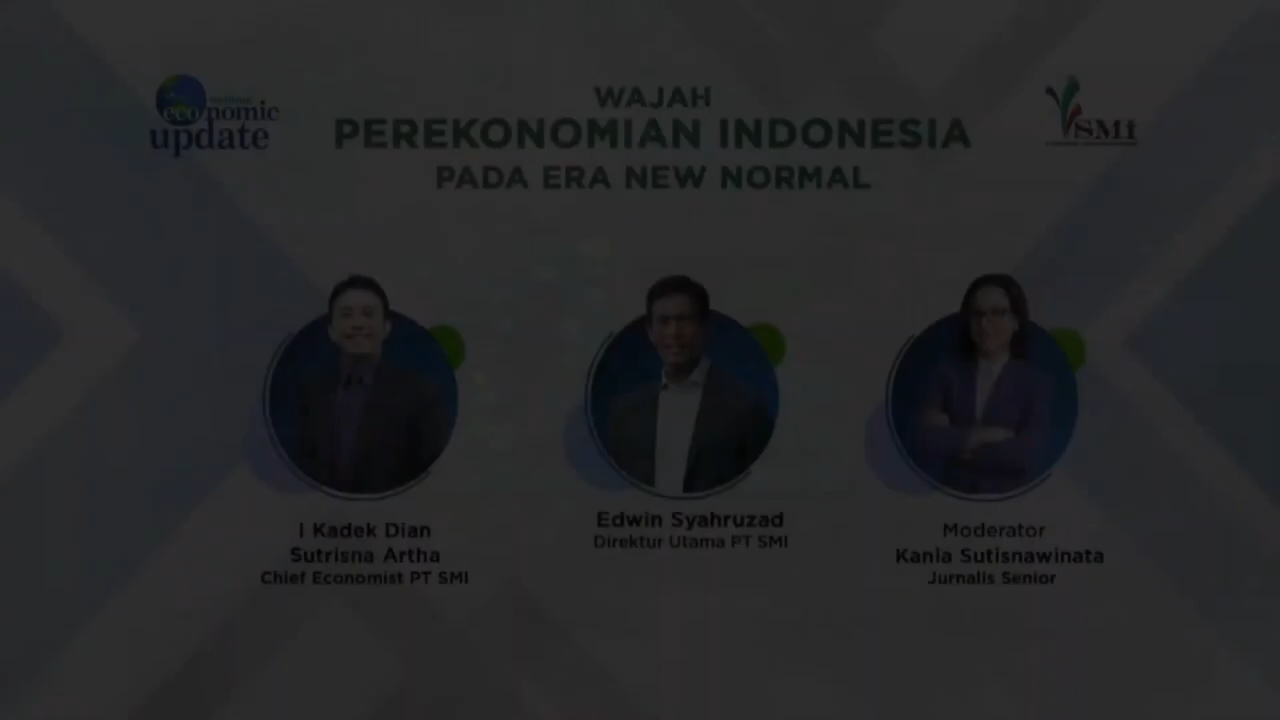 economic
update
WAJAH
PEREKONOMIAN INDONESIA
PADA ERA NEW NORMAL
SMI
I Kadek Dian
Sutrisna Artha
Chief Economist PT SMI
Edwin Syahruzad
Direktur Utama PT SMI
Moderator
Kania Sutisnawinata
Jurnalis Senior